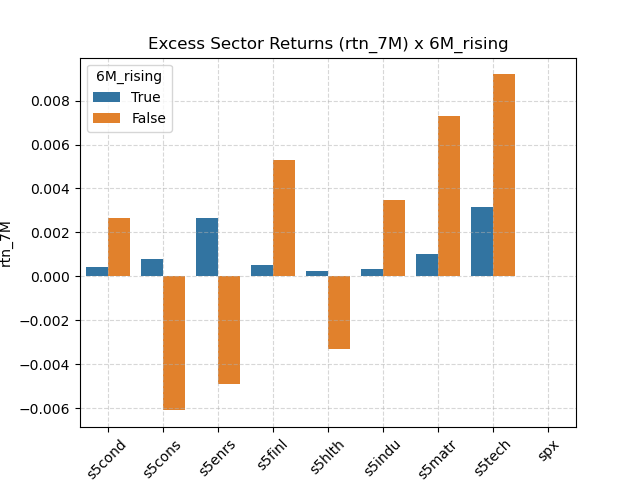 Excess Sector Returns (rtn_7M) x 6M_rising
6M_rising
True
False
0.008
0.006
0.004
0.002
0.000
−0.002
−0.004
−0.006
rtn_7M
s5cond
s5cons
s5enrs
s5finl
s5hlth
s5indu
s5matr
s5tech
spx